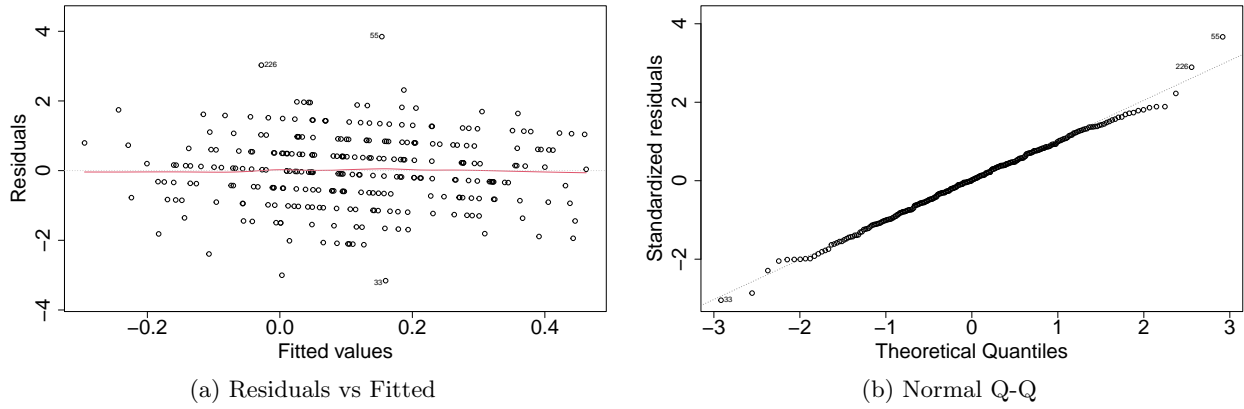 Residuals
4
2
0
−2
−4
55
226
33
−0.2 0.0 0.2 0.4
Fitted values
(a) Residuals vs Fitted
Standardized residuals
4
2
0
−2
55
226
33
−3 −2 −1 0 1 2 3
Theoretical Quantiles
(b) Normal Q-Q